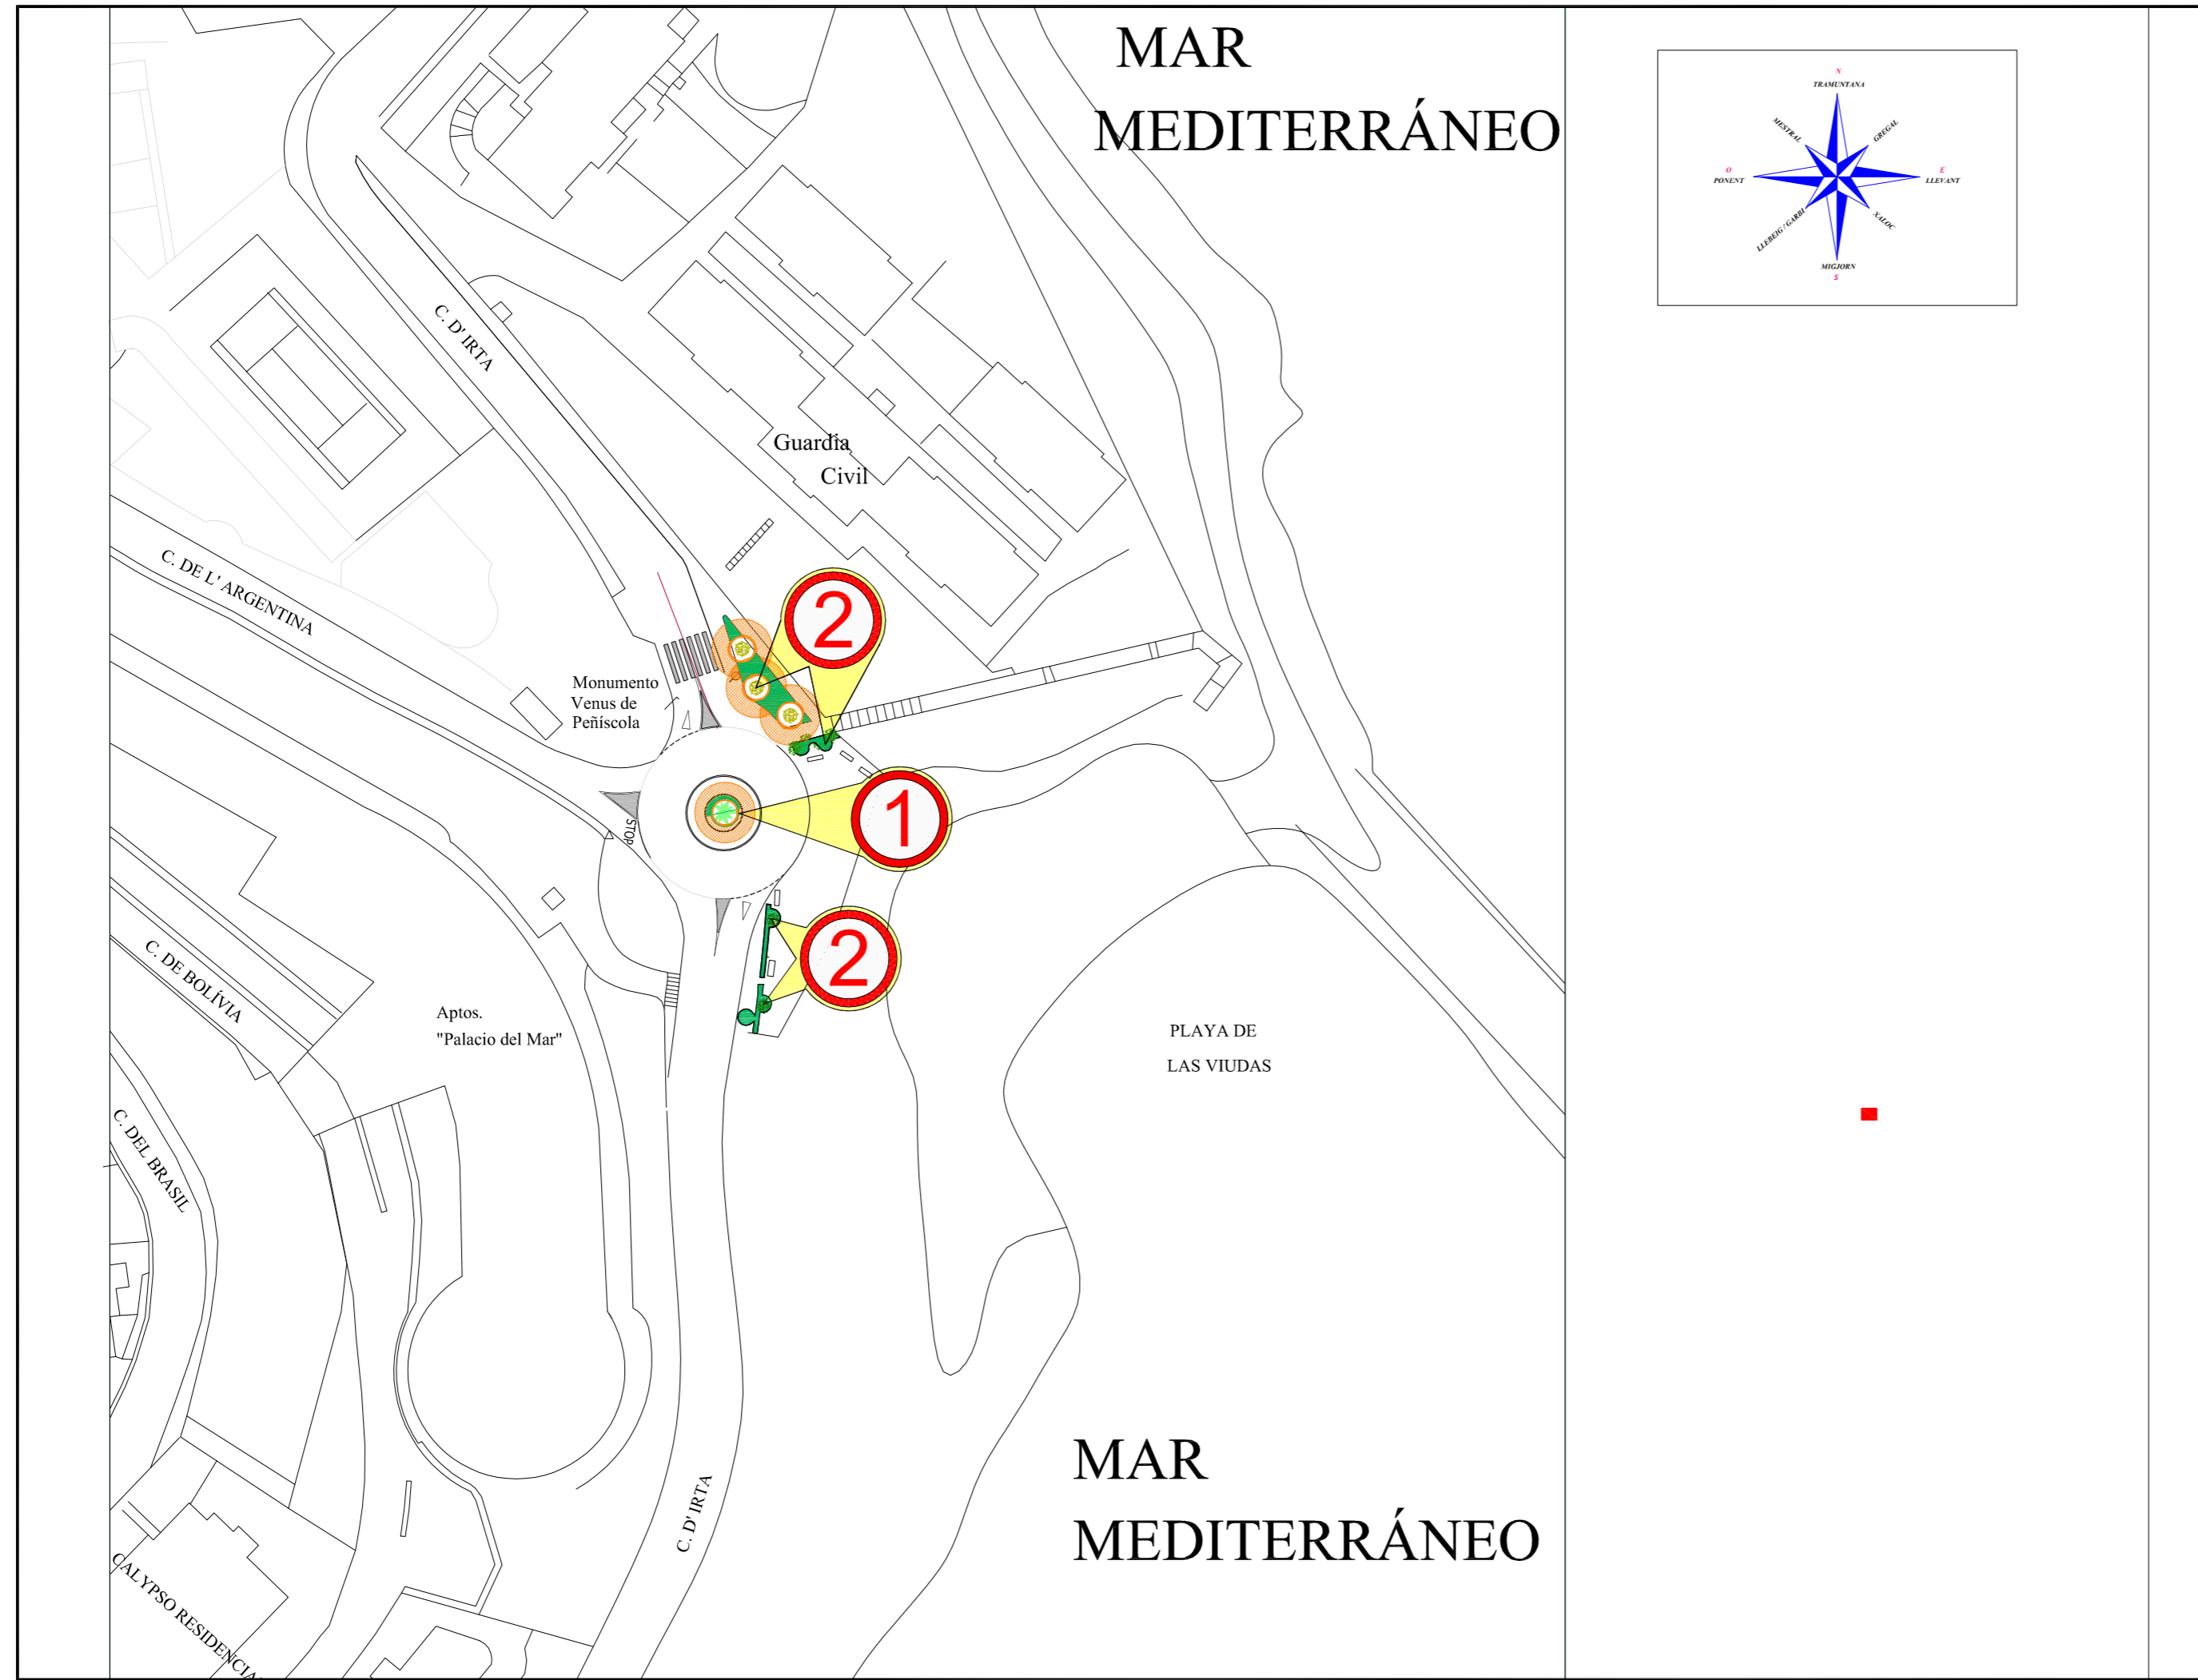 MAR
MEDITERRÁNEO
N
TRAMUNTANA
MESTRAL
GREGAL
O
PONENT
E
LLEVANT
LLEBEIG / GARBI
XALOC
MIGJORN
S
C. D' IRTA
Guardia
Civil
C. DE L' ARGENTINA
2
Monumento
Venus de
Peñíscola
1
STOP
2
C. DE BOLÍVIA
Aptos.
"Palacio del Mar"
PLAYA DE
LAS VIUDAS
C. DEL BRASIL
MAR
MEDITERRÁNEO
C. D' IRTA
CALYPSO RESIDENCIA